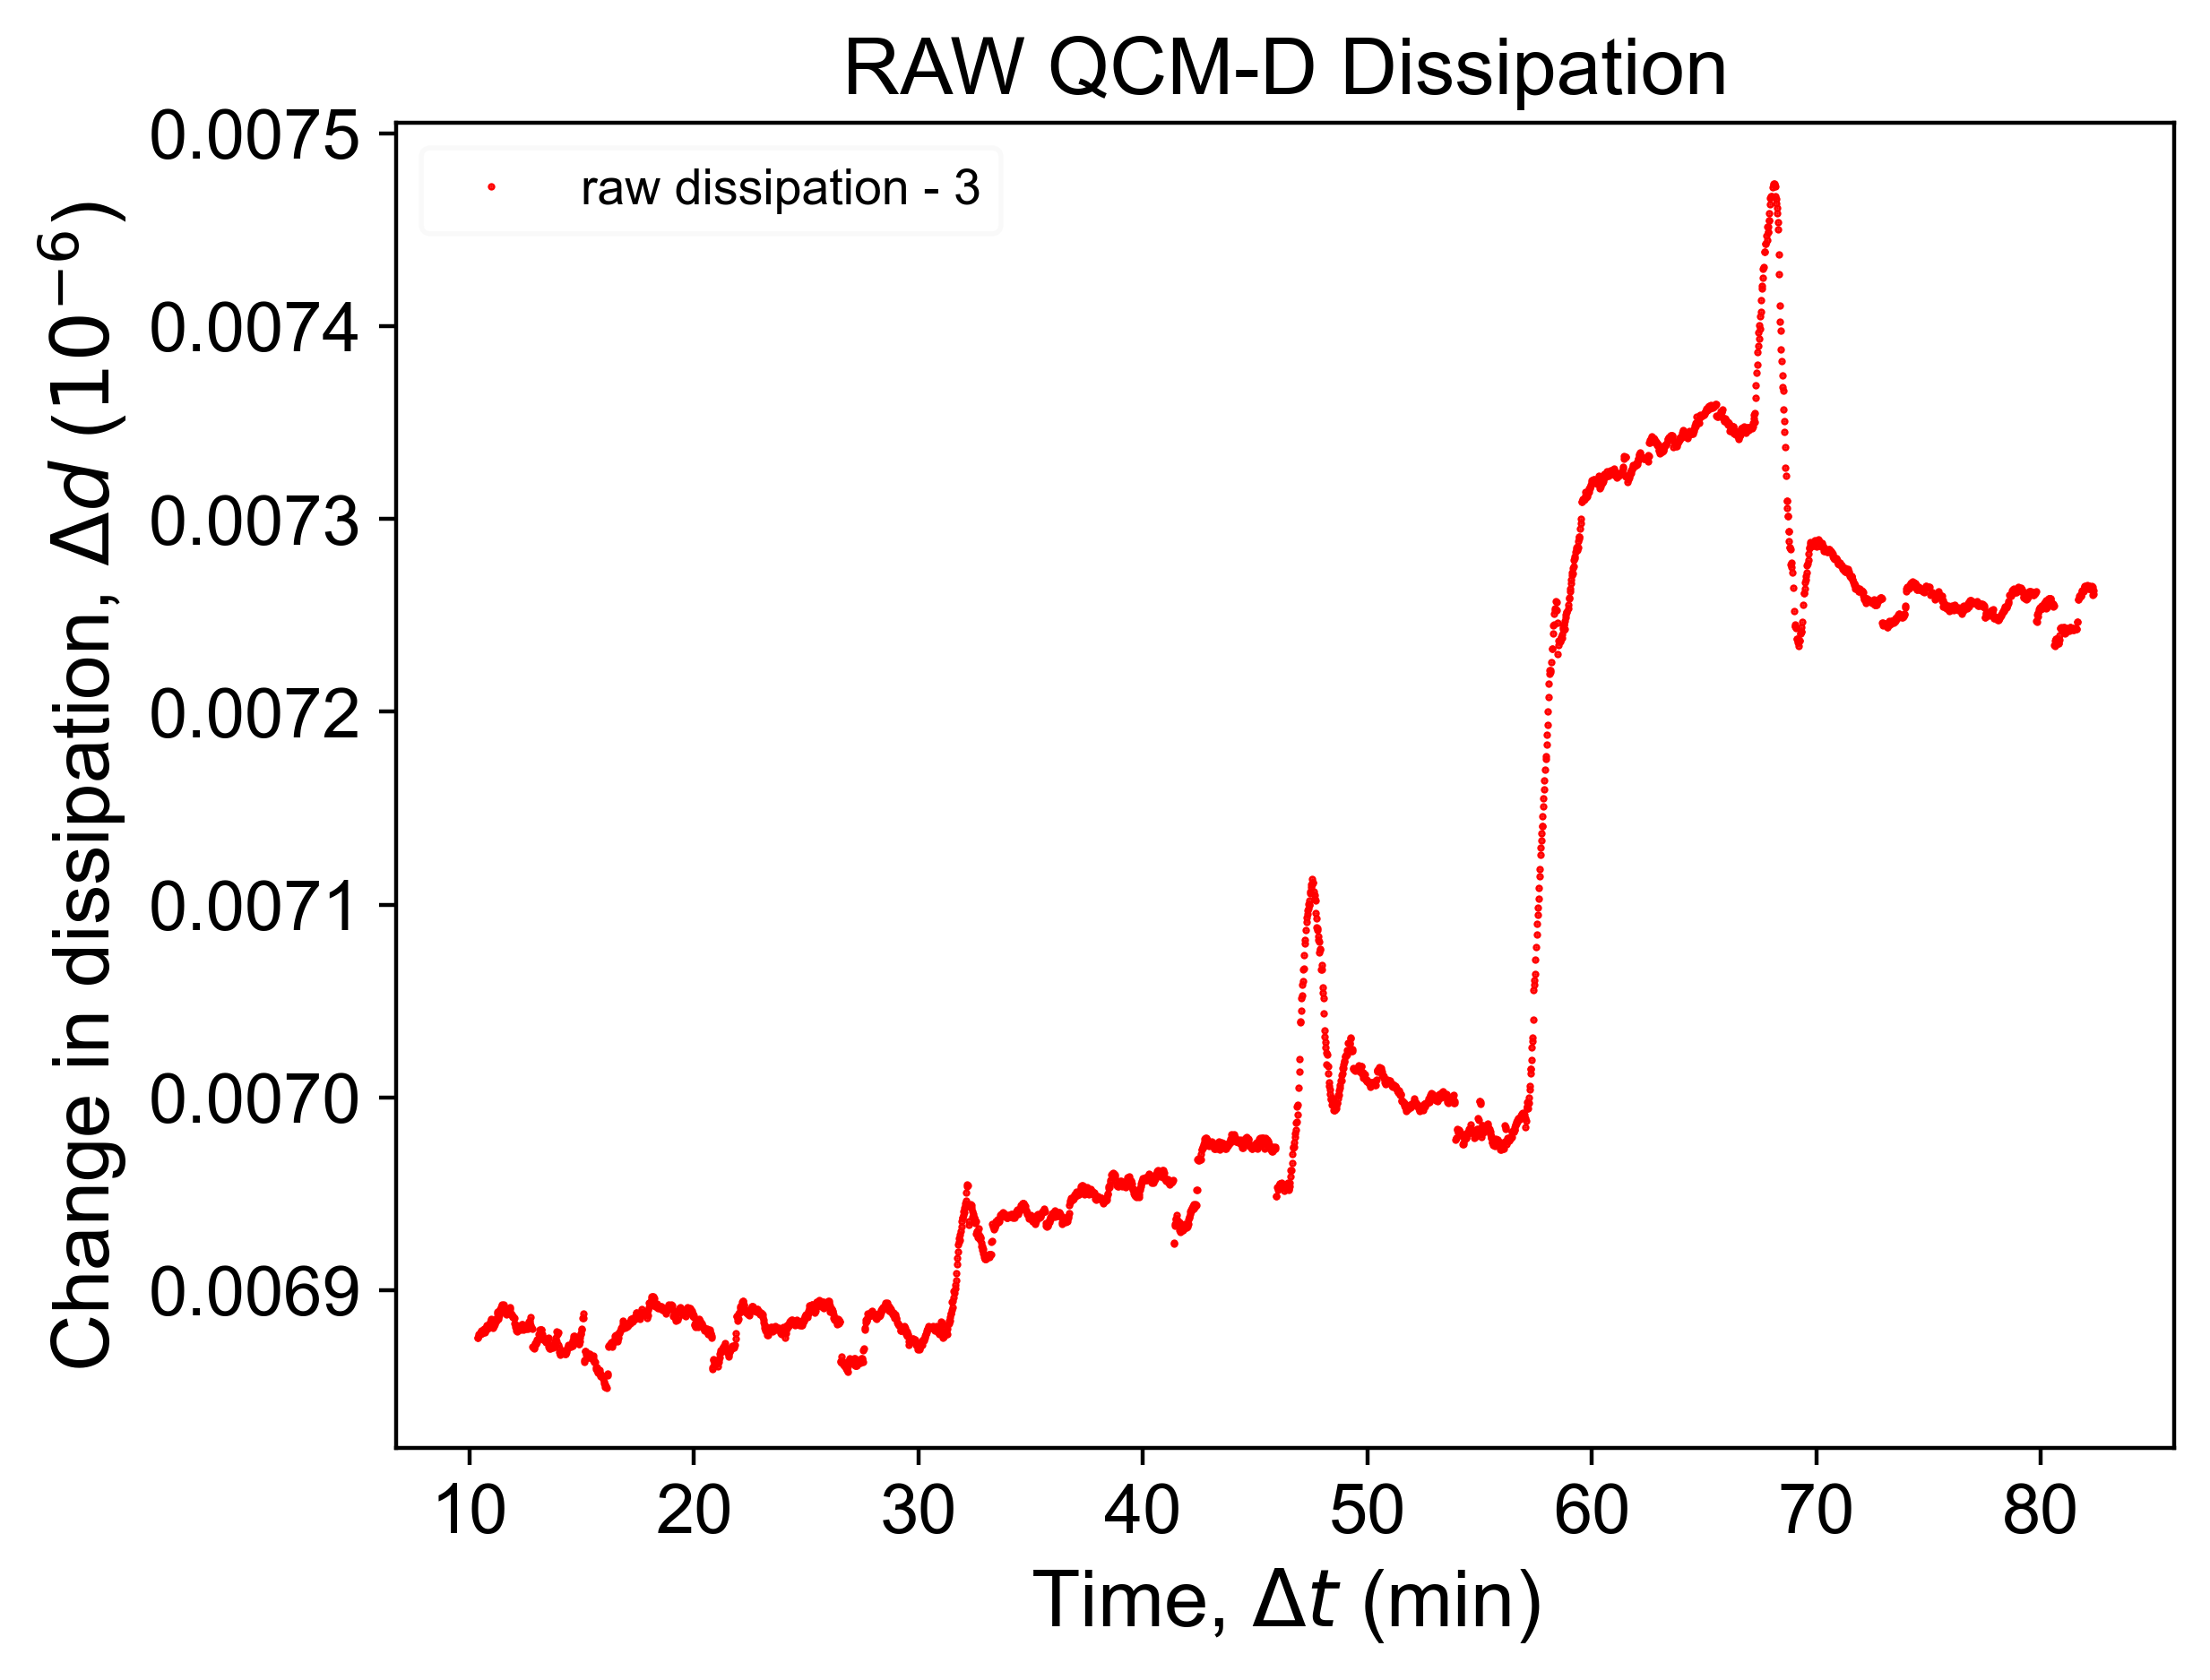 RAW QCM-D Dissipation
raw dissipation - 3
Change in dissipation, Δd (10⁻⁶)
0.0075
0.0074
0.0073
0.0072
0.0071
0.0070
0.0069
10 20 30 40 50 60 70 80
Time, Δt (min)